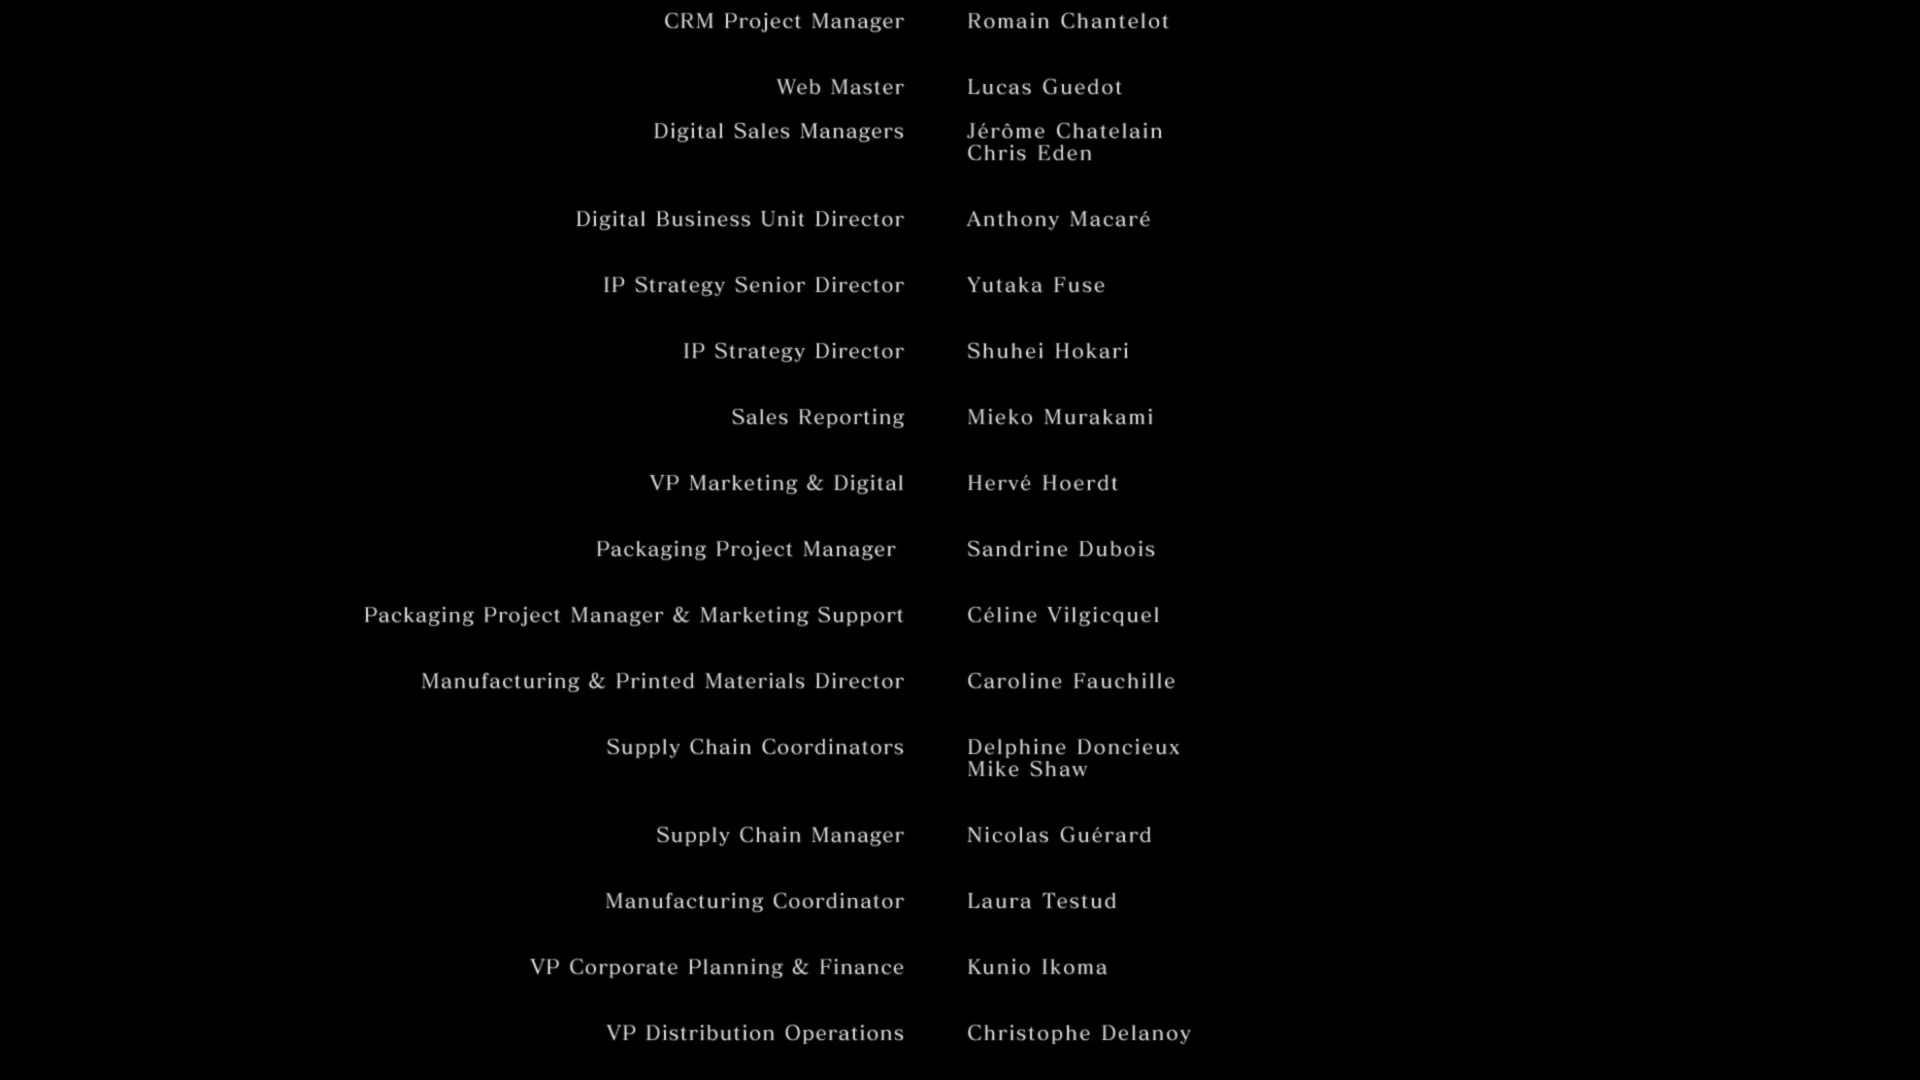 CRM Project Manager Romain Chantelot
Web Master Lucas Guedot
Digital Sales Managers Jérôme Chatelain
Chris Eden
Digital Business Unit Director Anthony Macaré
IP Strategy Senior Director Yutaka Fuse
IP Strategy Director Shuhei Hokari
Sales Reporting Mieko Murakami
VP Marketing & Digital Hervé Hoerdt
Packaging Project Manager Sandrine Dubois
Packaging Project Manager & Marketing Support Céline Vilgicquel
Manufacturing & Printed Materials Director Caroline Fauchille
Supply Chain Coordinators Delphine Doncieux
Mike Shaw
Supply Chain Manager Nicolas Guérard
Manufacturing Coordinator Laura Testud
VP Corporate Planning & Finance Kunio Ikoma
VP Distribution Operations Christophe Delanoy